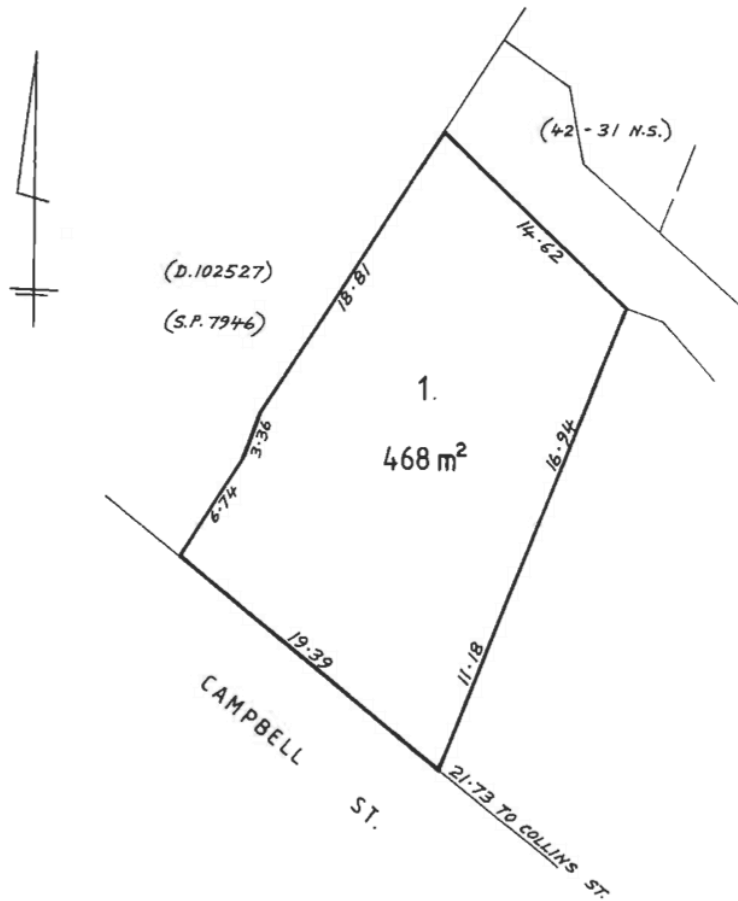 (42 - 31 N.S.)
14·62
(D.102527)
18·81
(S.P. 7946)
1.
3·36
16·94
468 m²
6·74
19·39
11·18
CAMPBELL ST.
21·73 TO COLLINS ST.